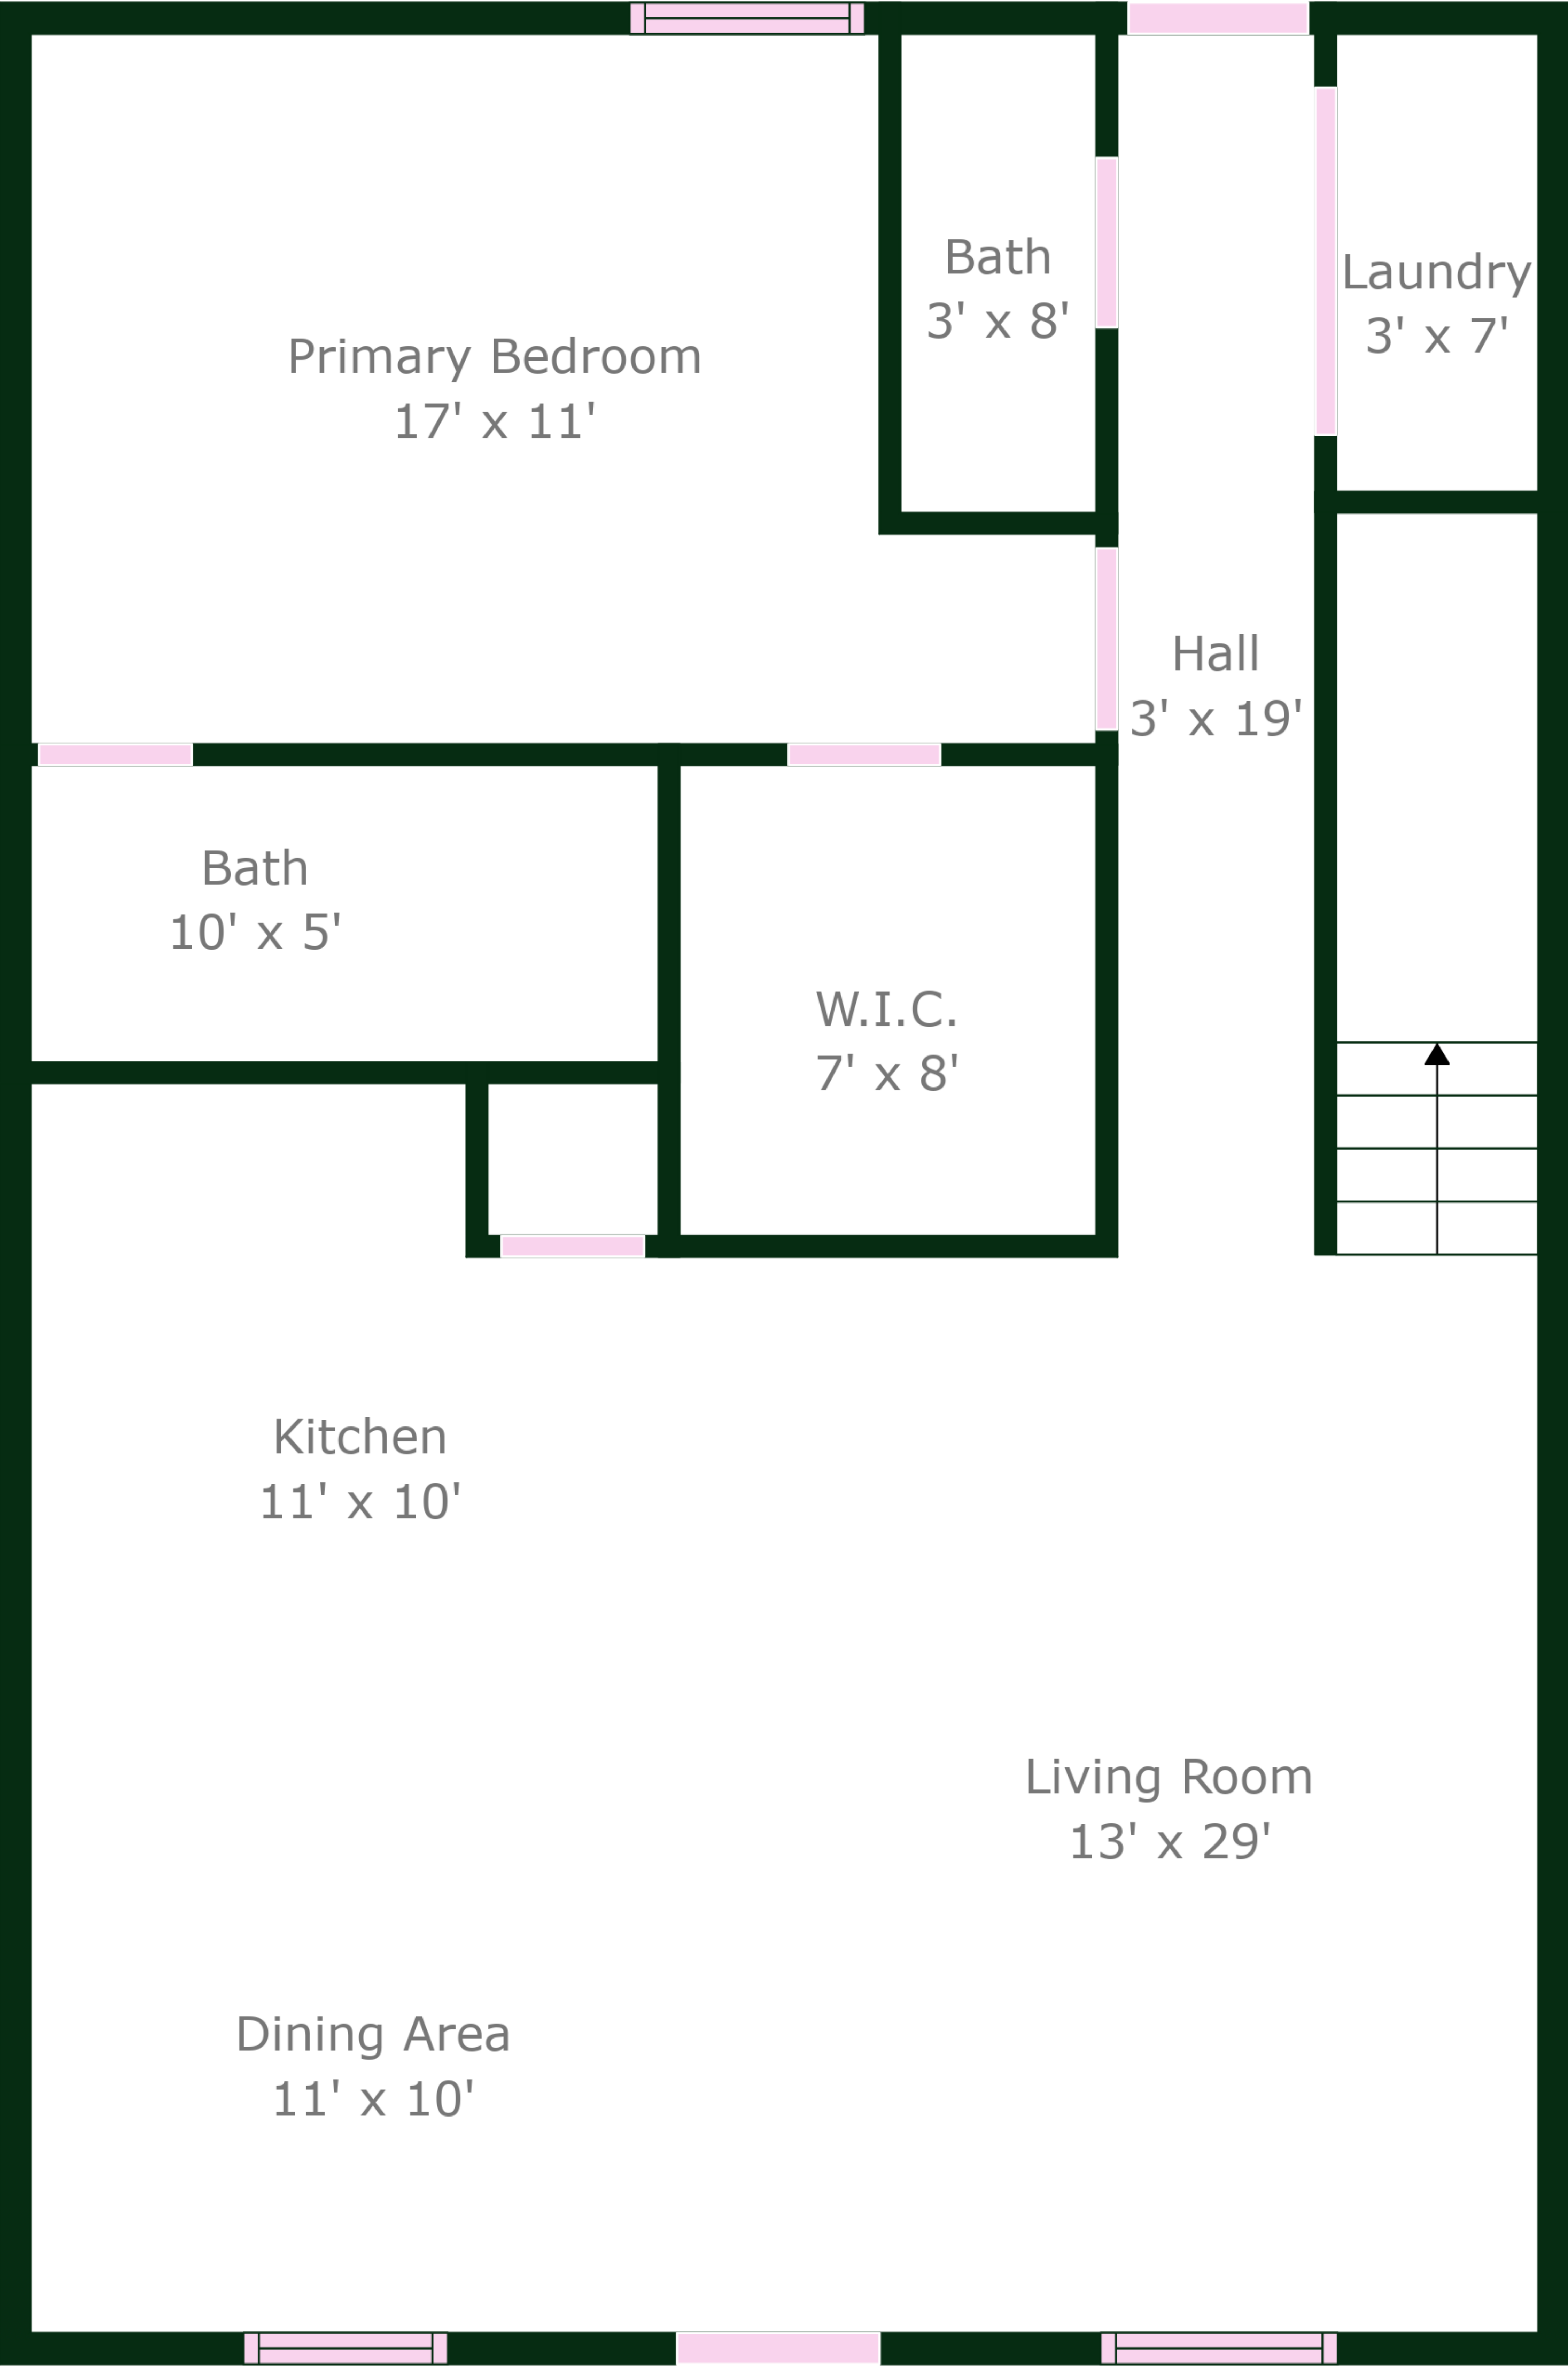 Bath
3' x 8'
Laundry
3' x 7'
Primary Bedroom
17' x 11'
Hall
3' x 19'
Bath
10' x 5'
W.I.C.
7' x 8'
Kitchen
11' x 10'
Living Room
13' x 29'
Dining Area
11' x 10'